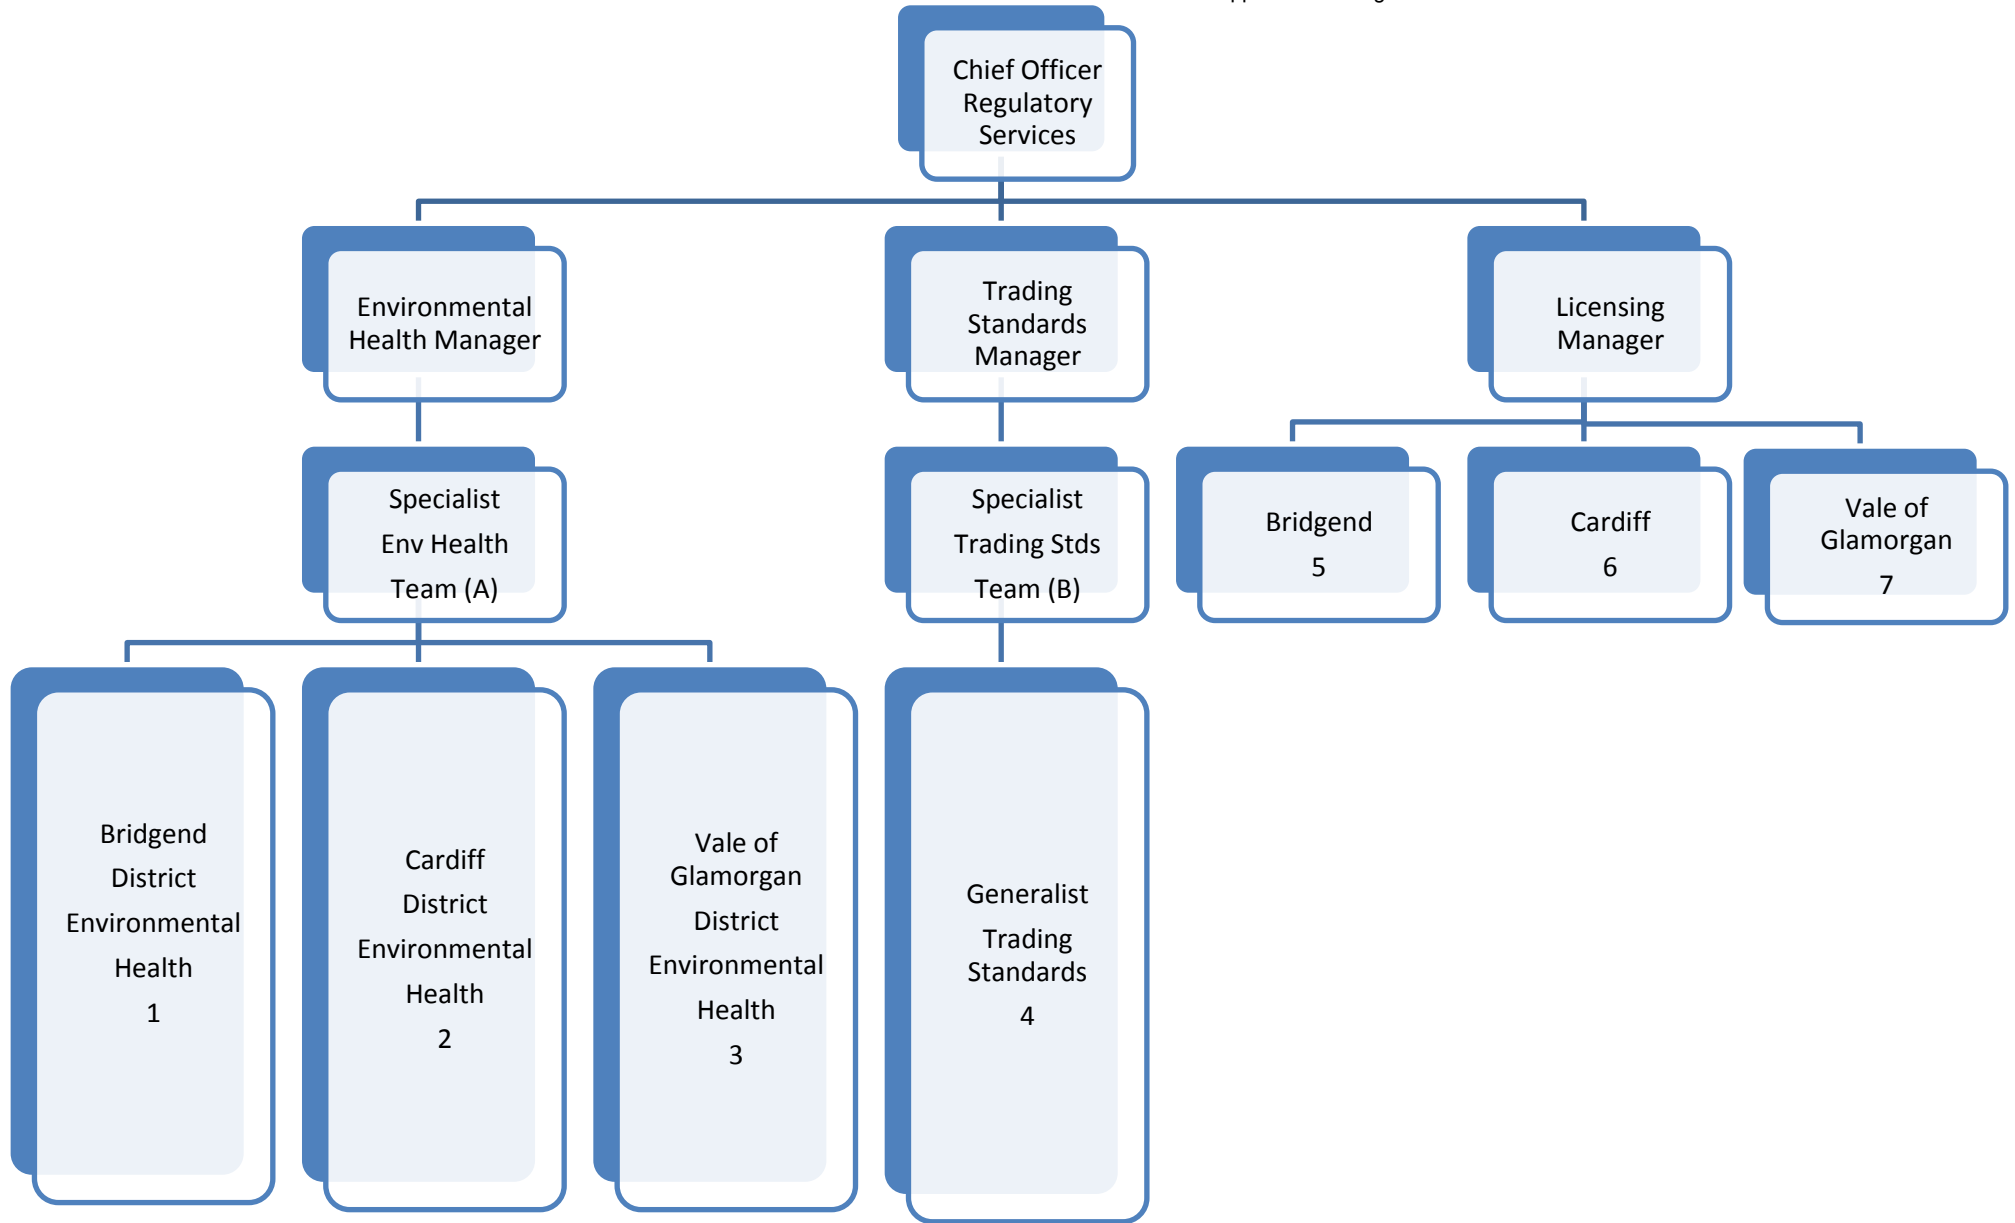 Chief Officer
Regulatory
Services
Environmental
Health Manager
Trading
Standards
Manager
Licensing
Manager
Specialist
Env Health
Team (A)
Specialist
Trading Stds
Team (B)
Bridgend
5
Cardiff
6
Vale of
Glamorgan
7
Bridgend
District
Environmental
Health
1
Cardiff
District
Environmental
Health
2
Vale of
Glamorgan
District
Environmental
Health
3
Generalist
Trading
Standards
4